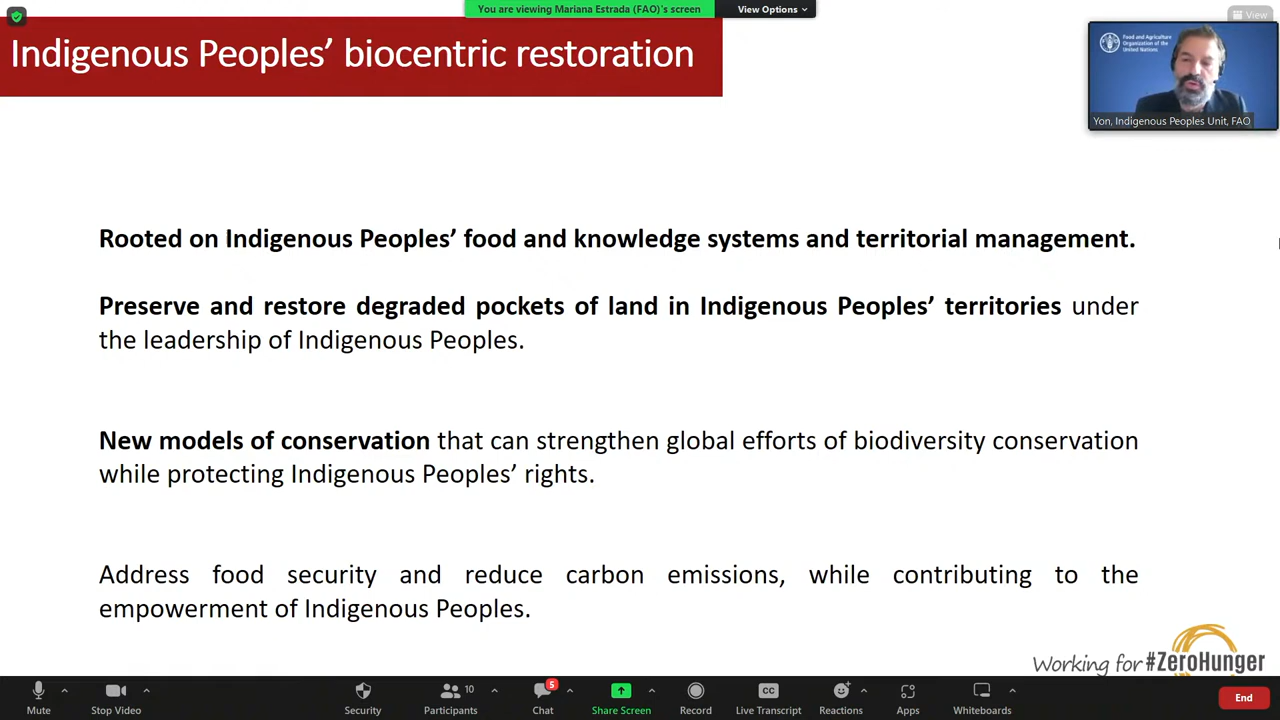 You are viewing Mariana Estrada (FAO)'s screen
View Options
View
Indigenous Peoples’ biocentric restoration
Food and Agriculture
Organization of the
United Nations
Yon, Indigenous Peoples Unit, FAO
Rooted on Indigenous Peoples’ food and knowledge systems and territorial management.
Preserve and restore degraded pockets of land in Indigenous Peoples’ territories under
the leadership of Indigenous Peoples.
New models of conservation that can strengthen global efforts of biodiversity conservation
while protecting Indigenous Peoples’ rights.
Address food security and reduce carbon emissions, while contributing to the
empowerment of Indigenous Peoples.
Working for #ZeroHunger
Mute
Stop Video
Security
Participants 10
Chat 5
Share Screen
Record
CC
Live Transcript
Reactions
Apps
Whiteboards
End